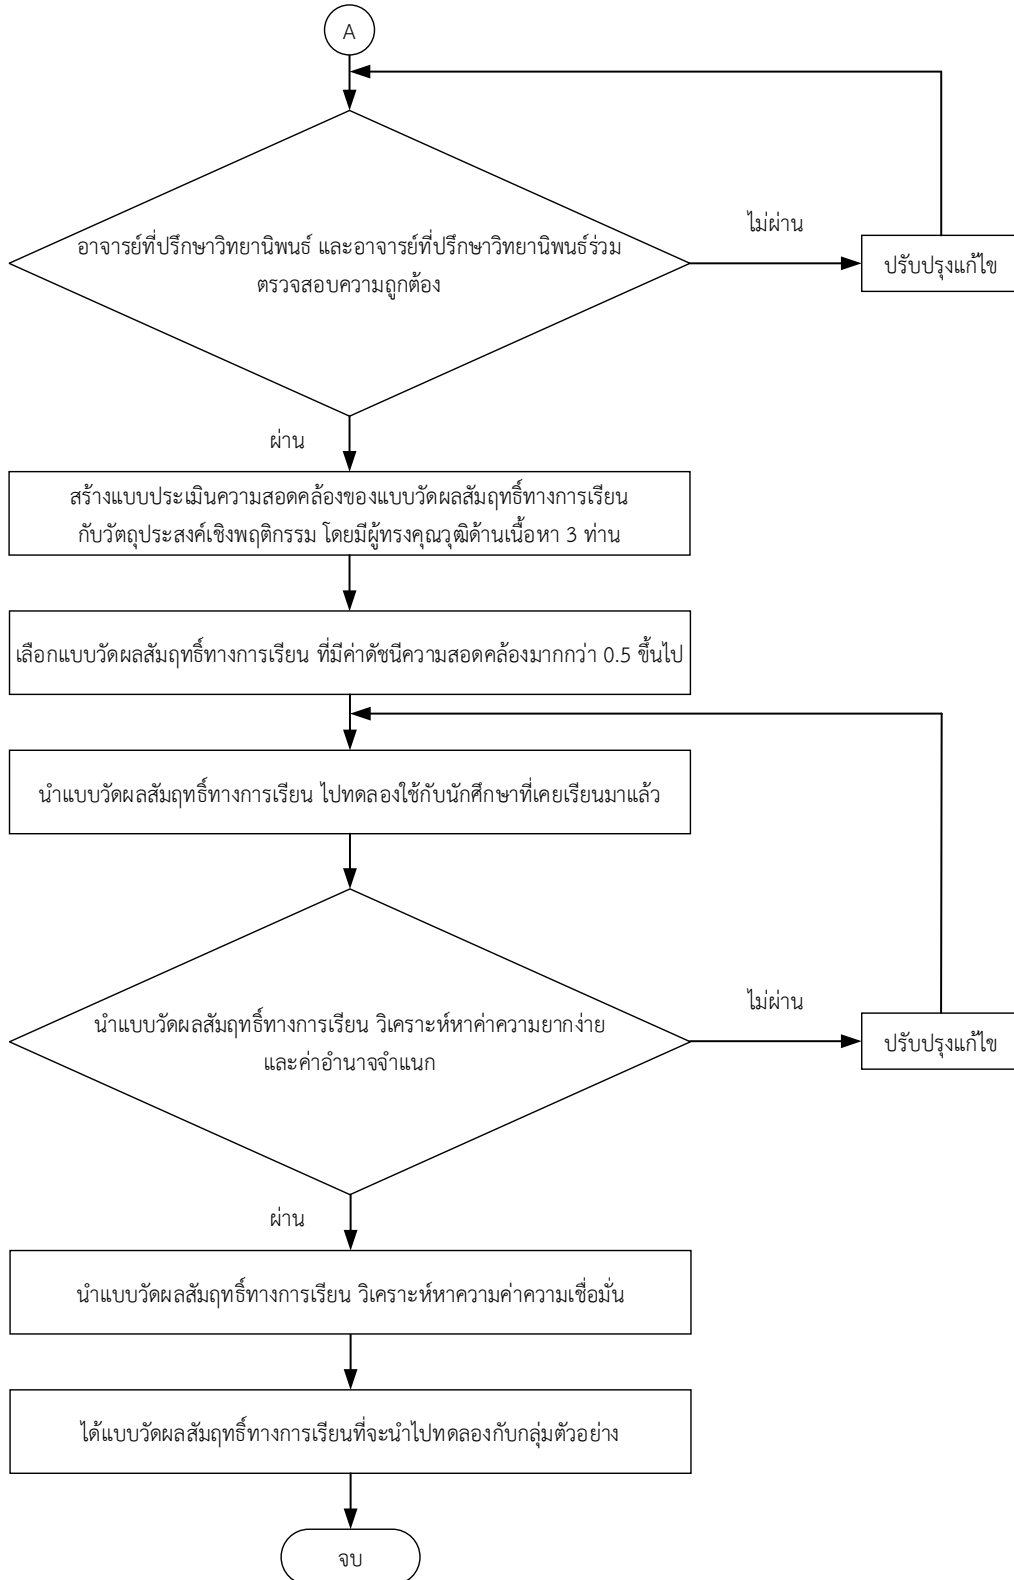 A
อาจารย์ที่ปรึกษาวิทยานิพนธ์ และอาจารย์ที่ปรึกษาวิทยานิพนธ์ร่วม
ตรวจสอบความถูกต้อง
ไม่ผ่าน
ปรับปรุงแก้ไข
ผ่าน
สร้างแบบประเมินความสอดคล้องของแบบวัดผลสัมฤทธิ์ทางการเรียน
กับวัตถุประสงค์เชิงพฤติกรรม โดยมีผู้ทรงคุณวุฒิด้านเนื้อหา 3 ท่าน
เลือกแบบวัดผลสัมฤทธิ์ทางการเรียน ที่มีค่าดัชนีความสอดคล้องมากกว่า 0.5 ขึ้นไป
นำแบบวัดผลสัมฤทธิ์ทางการเรียน ไปทดลองใช้กับนักศึกษาที่เคยเรียนมาแล้ว
นำแบบวัดผลสัมฤทธิ์ทางการเรียน วิเคราะห์หาค่าความยากง่าย
และค่าอำนาจจำแนก
ไม่ผ่าน
ปรับปรุงแก้ไข
ผ่าน
นำแบบวัดผลสัมฤทธิ์ทางการเรียน วิเคราะห์หาความค่าความเชื่อมั่น
ได้แบบวัดผลสัมฤทธิ์ทางการเรียนที่จะนำไปทดลองกับกลุ่มตัวอย่าง
จบ